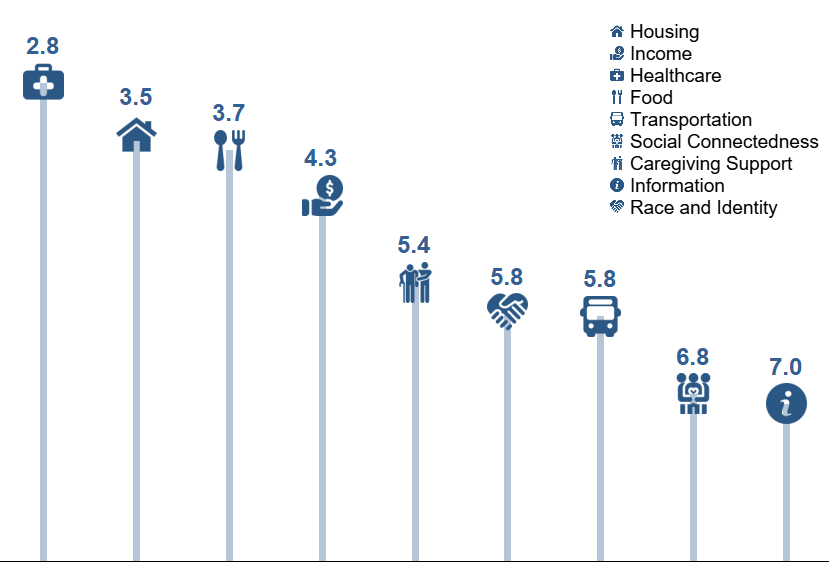 2.8
3.5
3.7
4.3
5.4
5.8
5.8
6.8
7.0
Housing
Income
Healthcare
Food
Transportation
Social Connectedness
Caregiving Support
Information
Race and Identity